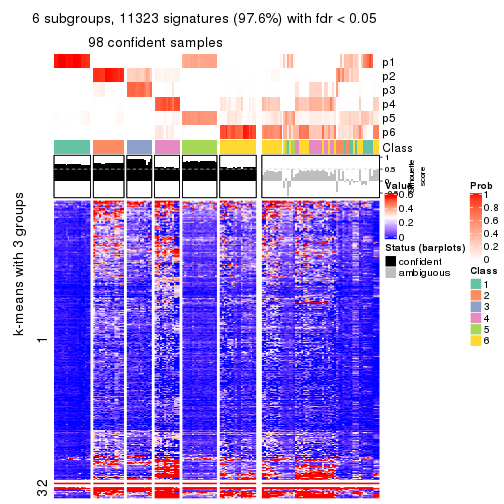 6 subgroups, 11323 signatures (97.6%) with fdr < 0.05
98 confident samples
p1
p2
p3
p4
p5
p6
Class
1
0.5
0
silhouette
score
k-means with 3 groups
1
3
2
Value
0.6
0.4
0.2
0
Status (barplots)
confident
ambiguous
Prob
1
0.8
0.6
0.4
0.2
0
Class
1
2
3
4
5
6